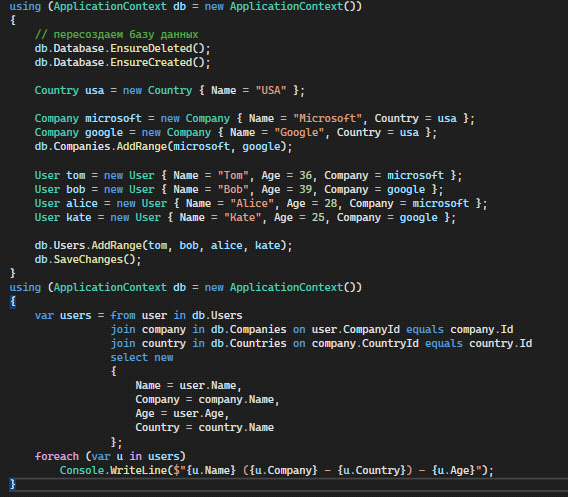 using (ApplicationContext db = new ApplicationContext())
{
    // пересоздаем базу данных
    db.Database.EnsureDeleted();
    db.Database.EnsureCreated();

    Country usa = new Country { Name = "USA" };

    Company microsoft = new Company { Name = "Microsoft", Country = usa };
    Company google = new Company { Name = "Google", Country = usa };
    db.Companies.AddRange(microsoft, google);

    User tom = new User { Name = "Tom", Age = 36, Company = microsoft };
    User bob = new User { Name = "Bob", Age = 39, Company = google };
    User alice = new User { Name = "Alice", Age = 28, Company = microsoft };
    User kate = new User { Name = "Kate", Age = 25, Company = google };

    db.Users.AddRange(tom, bob, alice, kate);
    db.SaveChanges();
}
using (ApplicationContext db = new ApplicationContext())
{
    var users = from user in db.Users
                join company in db.Companies on user.CompanyId equals company.Id
                join country in db.Countries on company.CountryId equals country.Id
                select new
                {
                    Name = user.Name,
                    Company = company.Name,
                    Age = user.Age,
                    Country = country.Name
                };
    foreach (var u in users)
        Console.WriteLine($"{u.Name} ({u.Company} - {u.Country}) - {u.Age}");
}